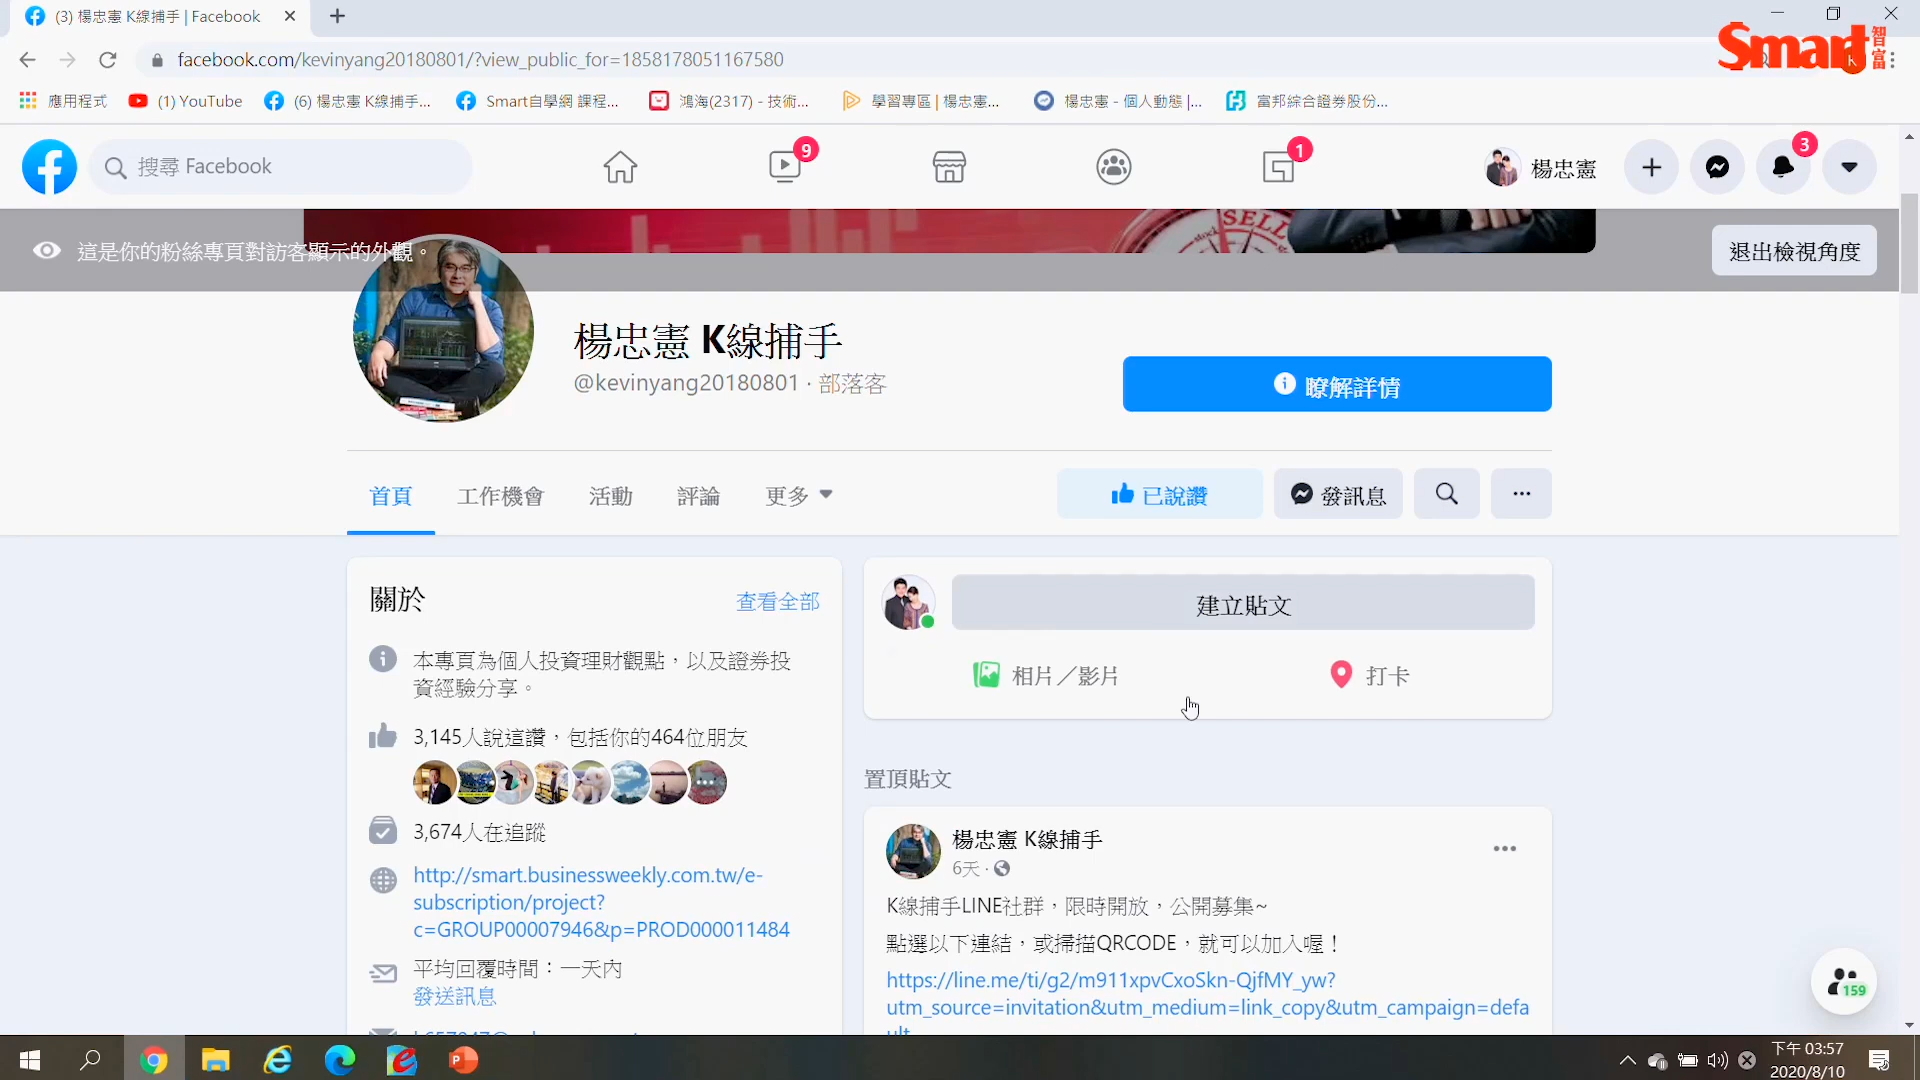 (3) 楊忠憲 K線捕手 | Facebook
Smart 智富
facebook.com/kevinyang20180801/?view_public_for=1858178051167580
應用程式
(1) YouTube
(6) 楊忠憲 K線捕手...
Smart自學網 課程...
鴻海(2317) - 技術...
學習專區 | 楊忠憲...
楊忠憲 - 個人動態 |...
富邦綜合證券股份...
搜尋 Facebook
9
1
楊忠憲
3
這是你的粉絲專頁對訪客顯示的外觀。
SELL
退出檢視角度
楊忠憲 K線捕手
@kevinyang20180801 · 部落客
瞭解詳情
首頁
工作機會
活動
評論
更多
已說讚
發訊息
關於
查看全部
本專頁為個人投資理財觀點，以及證券投
資經驗分享。
3,145人說這讚，包括你的464位朋友
3,674人在追蹤
http://smart.businessweekly.com.tw/e-
subscription/project?
c=GROUP00007946&p=PROD000011484
平均回覆時間：一天內
發送訊息
建立貼文
相片／影片
打卡
置頂貼文
楊忠憲 K線捕手
6天 ·
K線捕手LINE社群，限時開放，公開募集~
點選以下連結，或掃描QRCODE，就可以加入喔！
https://line.me/ti/g2/m911xpvCxoSkn-QjfMY_yw?
utm_source=invitation&utm_medium=link_copy&utm_campaign=defa
ult
159
下午 03:57
2020/8/10